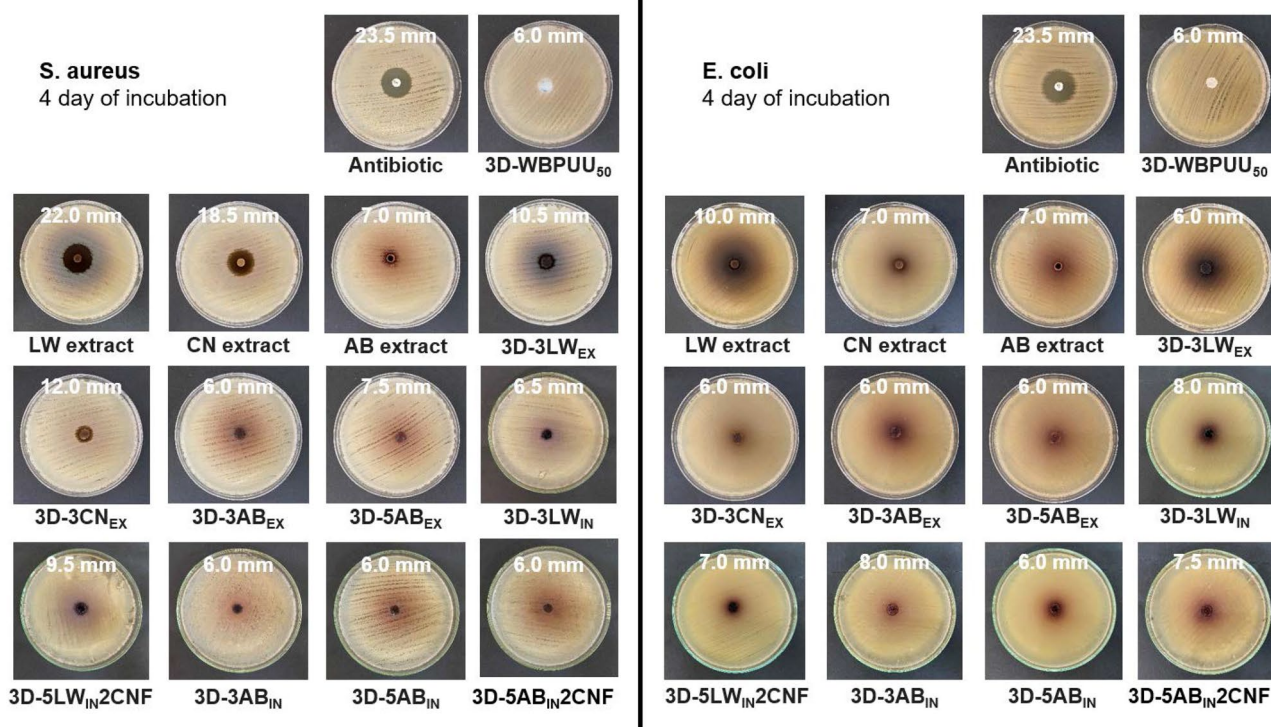 S. aureus
4 day of incubation
23.5 mm
6.0 mm
Antibiotic
3D-WBPUU50
22.0 mm
18.5 mm
7.0 mm
10.5 mm
LW extract
CN extract
AB extract
3D-3LWEX
12.0 mm
6.0 mm
7.5 mm
6.5 mm
3D-3CNEX
3D-3ABEX
3D-5ABEX
3D-3LWIN
9.5 mm
6.0 mm
6.0 mm
6.0 mm
3D-5LWIN2CNF
3D-3ABIN
3D-5ABIN
3D-5ABIN2CNF
E. coli
4 day of incubation
23.5 mm
6.0 mm
Antibiotic
3D-WBPUU50
10.0 mm
7.0 mm
7.0 mm
6.0 mm
LW extract
CN extract
AB extract
3D-3LWEX
6.0 mm
6.0 mm
6.0 mm
8.0 mm
3D-3CNEX
3D-3ABEX
3D-5ABEX
3D-3LWIN
7.0 mm
8.0 mm
6.0 mm
7.5 mm
3D-5LWIN2CNF
3D-3ABIN
3D-5ABIN
3D-5ABIN2CNF